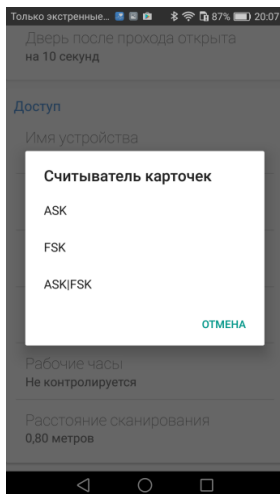 Только экстренные... 87% 20:07
Дверь после прохода открыта
на 10 секунд
Доступ
Имя устройства
Считыватель карточек
ASK
FSK
ASK|FSK
ОТМЕНА
Рабочие часы
Не контролируется
Расстояние сканирования
0,80 метров